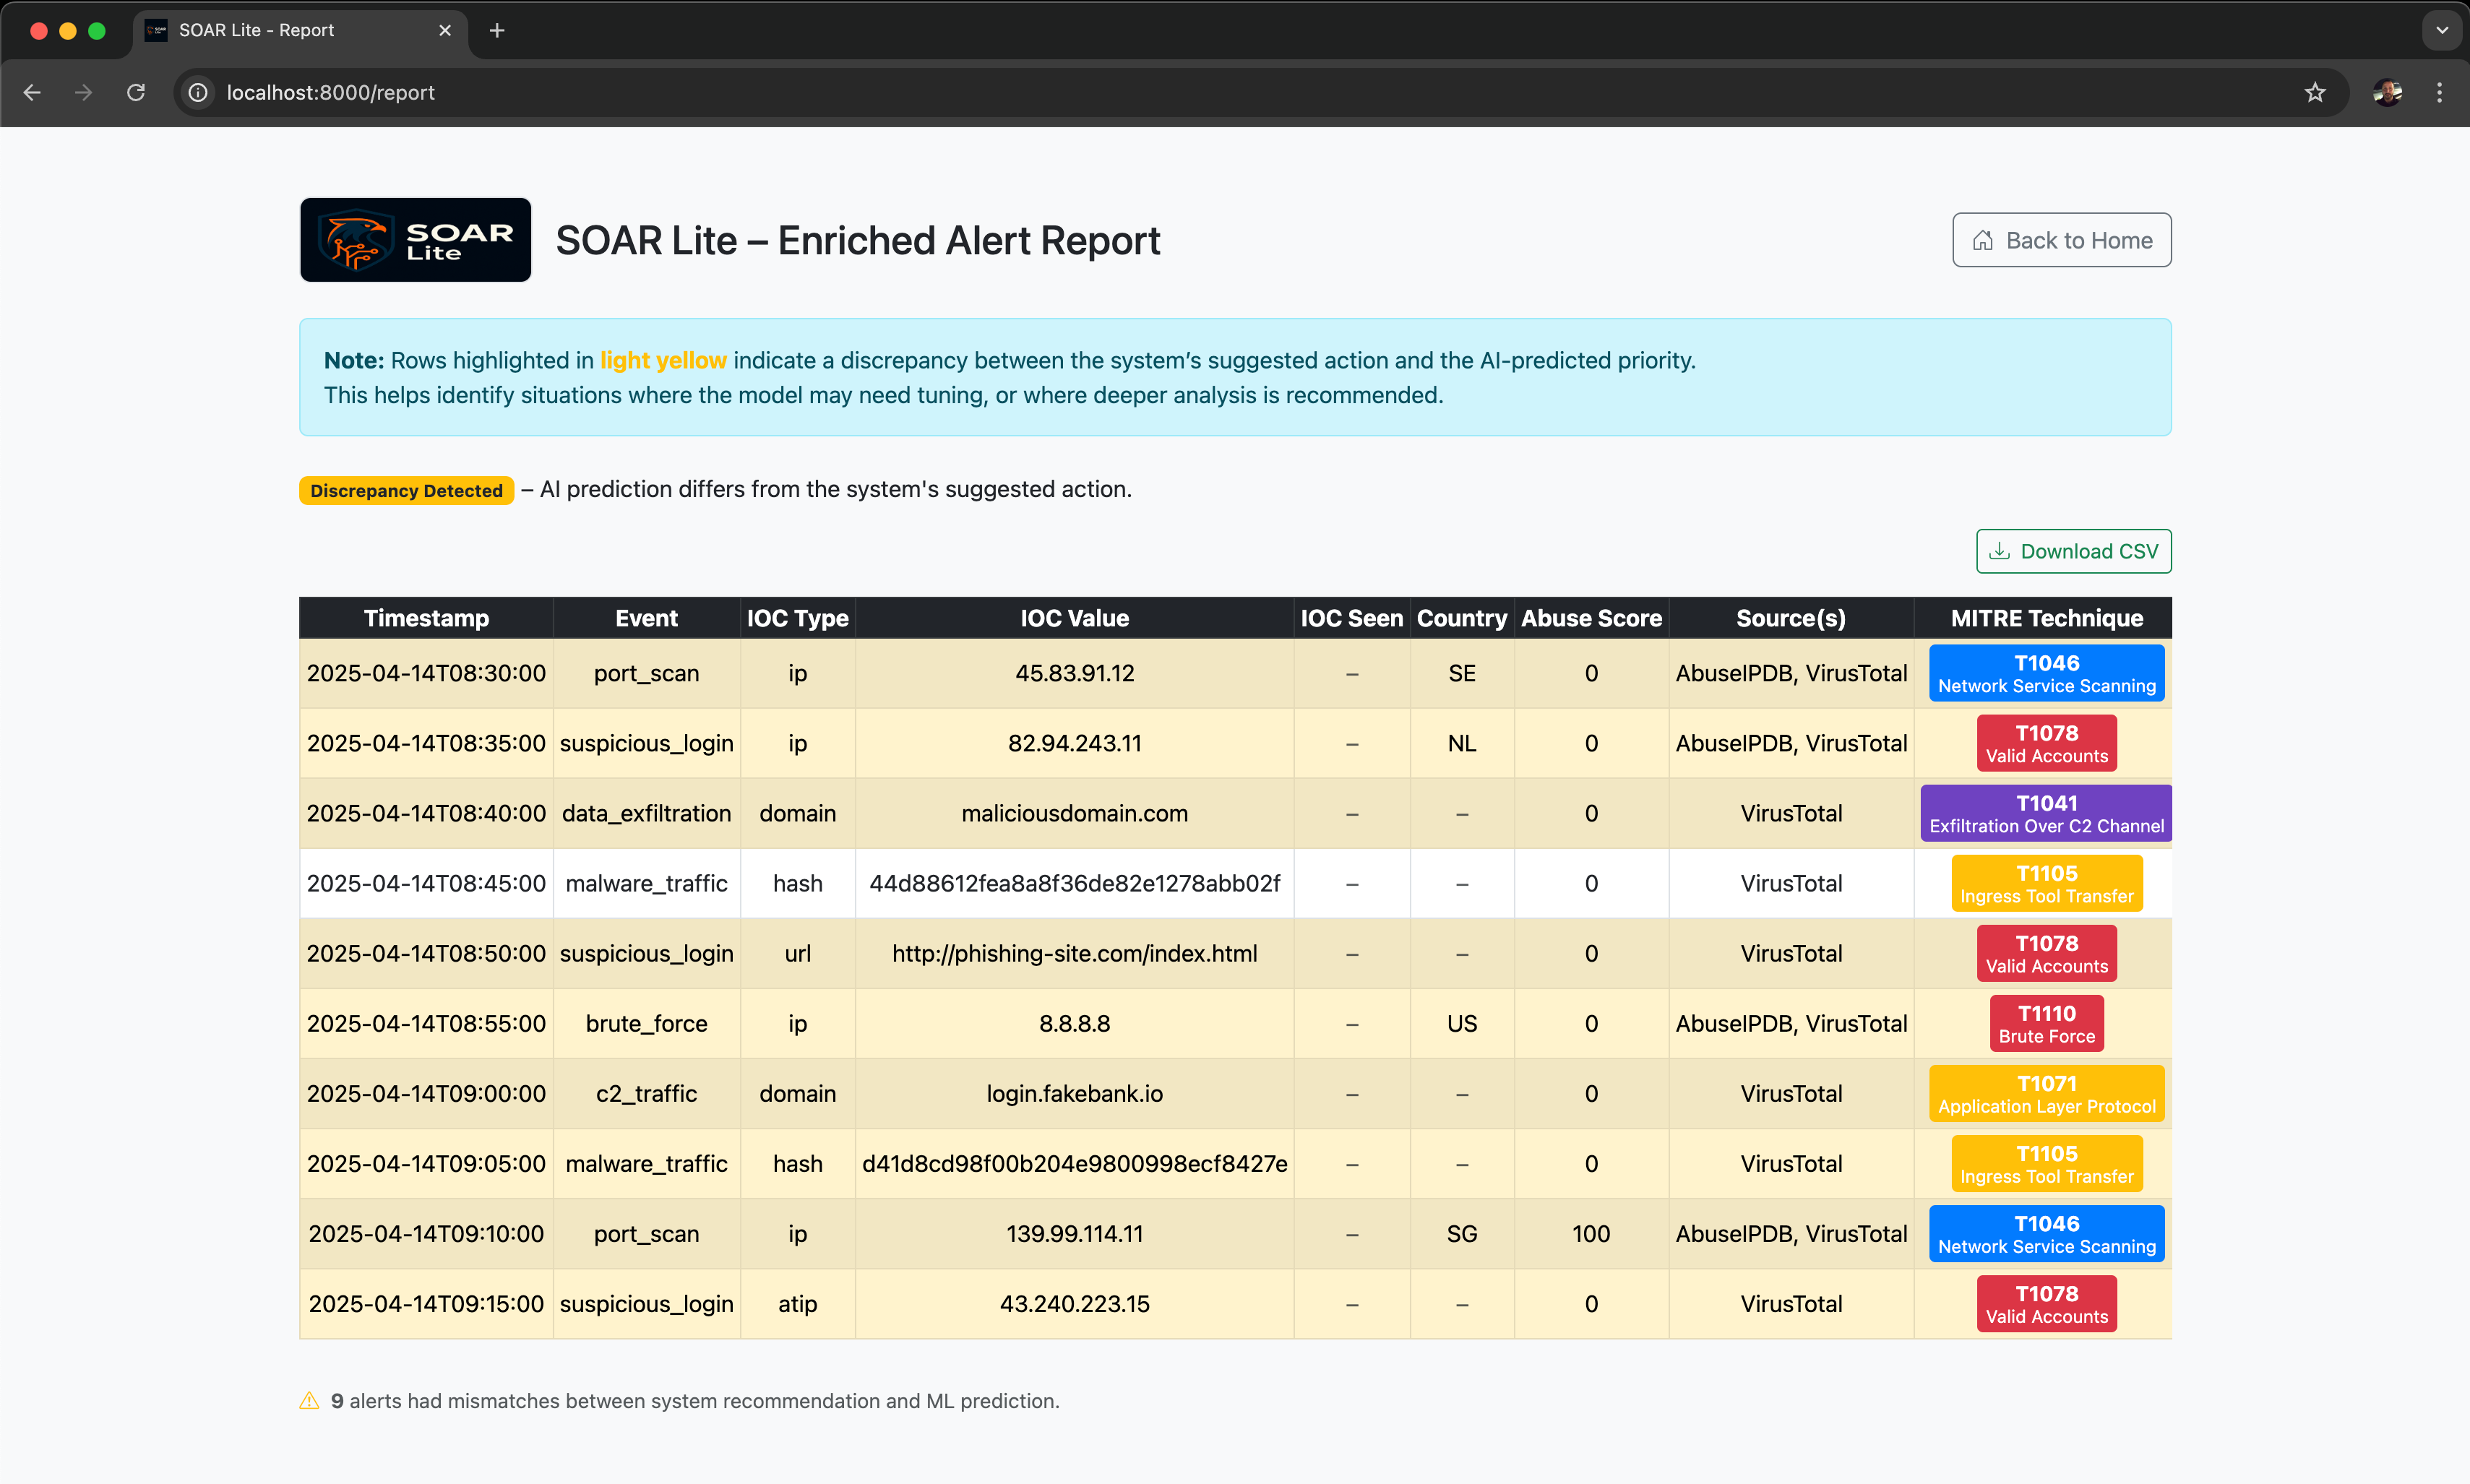 SOAR Lite - Report
localhost:8000/report
SOAR
Lite
SOAR Lite – Enriched Alert Report
Back to Home
Note: Rows highlighted in light yellow indicate a discrepancy between the system’s suggested action and the AI-predicted priority.
This helps identify situations where the model may need tuning, or where deeper analysis is recommended.
Discrepancy Detected – AI prediction differs from the system's suggested action.
Download CSV
Timestamp Event IOC Type IOC Value IOC Seen Country Abuse Score Source(s) MITRE Technique
2025-04-14T08:30:00 port_scan ip 45.83.91.12 – SE 0 AbuseIPDB, VirusTotal T1046
Network Service Scanning
2025-04-14T08:35:00 suspicious_login ip 82.94.243.11 – NL 0 AbuseIPDB, VirusTotal T1078
Valid Accounts
2025-04-14T08:40:00 data_exfiltration domain maliciousdomain.com – – 0 VirusTotal T1041
Exfiltration Over C2 Channel
2025-04-14T08:45:00 malware_traffic hash 44d88612fea8a8f36de82e1278abb02f – – 0 VirusTotal T1105
Ingress Tool Transfer
2025-04-14T08:50:00 suspicious_login url http://phishing-site.com/index.html – – 0 VirusTotal T1078
Valid Accounts
2025-04-14T08:55:00 brute_force ip 8.8.8.8 – US 0 AbuseIPDB, VirusTotal T1110
Brute Force
2025-04-14T09:00:00 c2_traffic domain login.fakebank.io – – 0 VirusTotal T1071
Application Layer Protocol
2025-04-14T09:05:00 malware_traffic hash d41d8cd98f00b204e9800998ecf8427e – – 0 VirusTotal T1105
Ingress Tool Transfer
2025-04-14T09:10:00 port_scan ip 139.99.114.11 – SG 100 AbuseIPDB, VirusTotal T1046
Network Service Scanning
2025-04-14T09:15:00 suspicious_login atip 43.240.223.15 – – 0 VirusTotal T1078
Valid Accounts
9 alerts had mismatches between system recommendation and ML prediction.